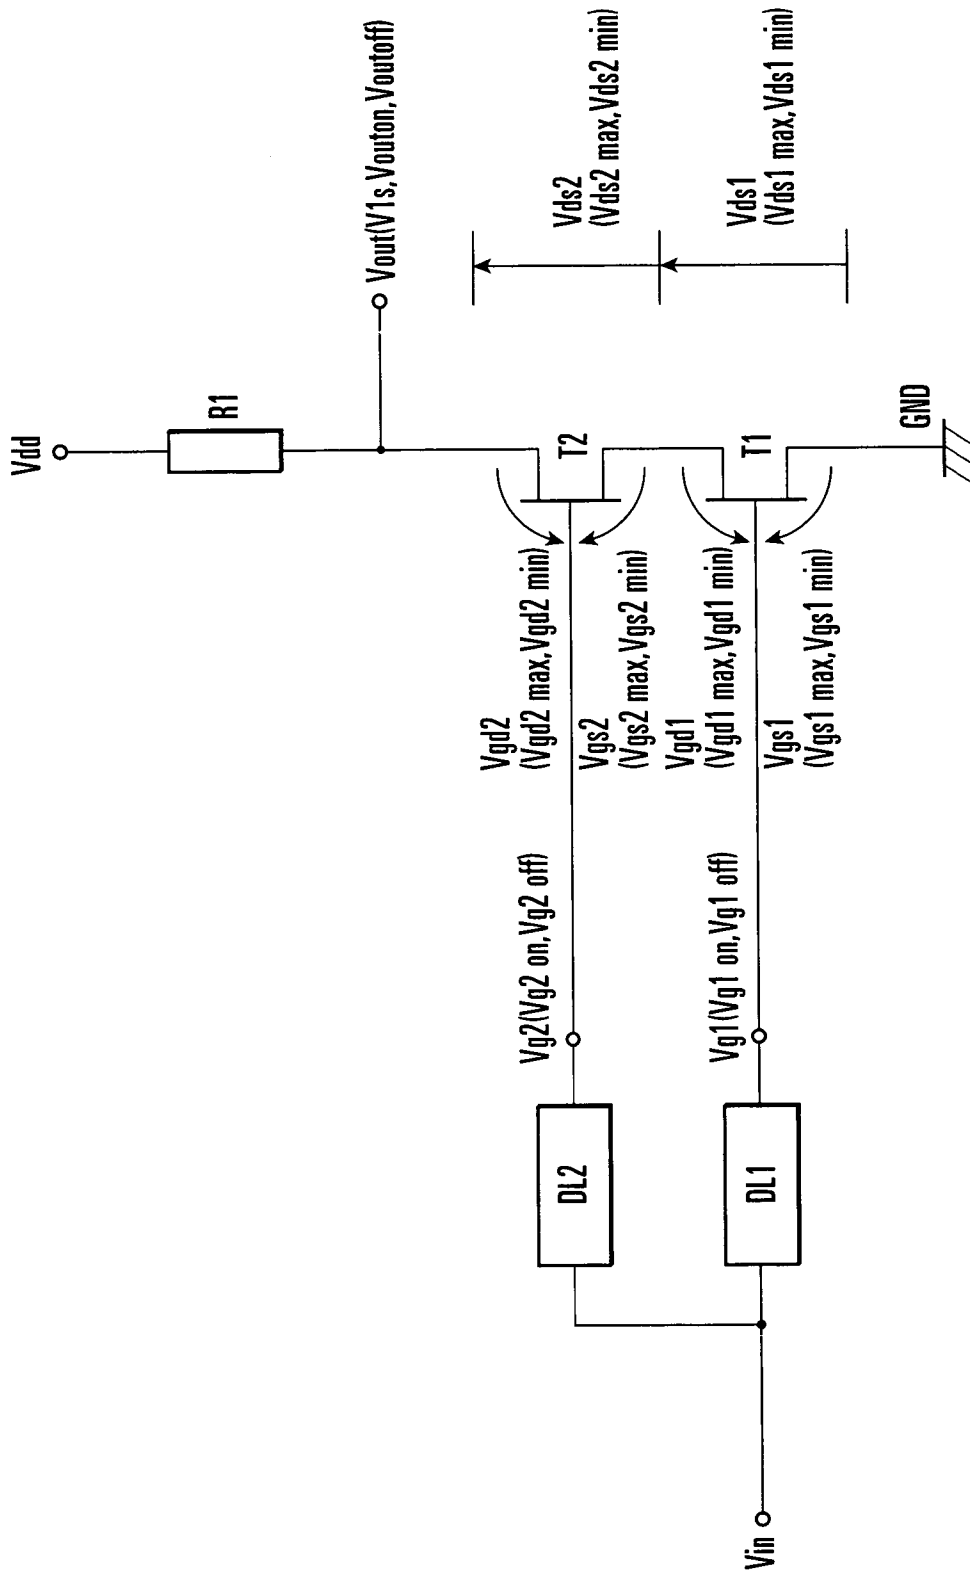 Vdd
R1
Vout(V1s,Vouton,Voutoff)
Vgd2
(Vgd2 max,Vgd2 min)
T2
Vds2
(Vds2 max,Vds2 min)
DL2
Vg2(Vg2 on,Vg2 off)
Vgs2
(Vgs2 max,Vgs2 min)
Vgd1
(Vgd1 max,Vgd1 min)
T1
Vds1
(Vds1 max,Vds1 min)
Vin
DL1
Vg1(Vg1 on,Vg1 off)
Vgs1
(Vgs1 max,Vgs1 min)
GND